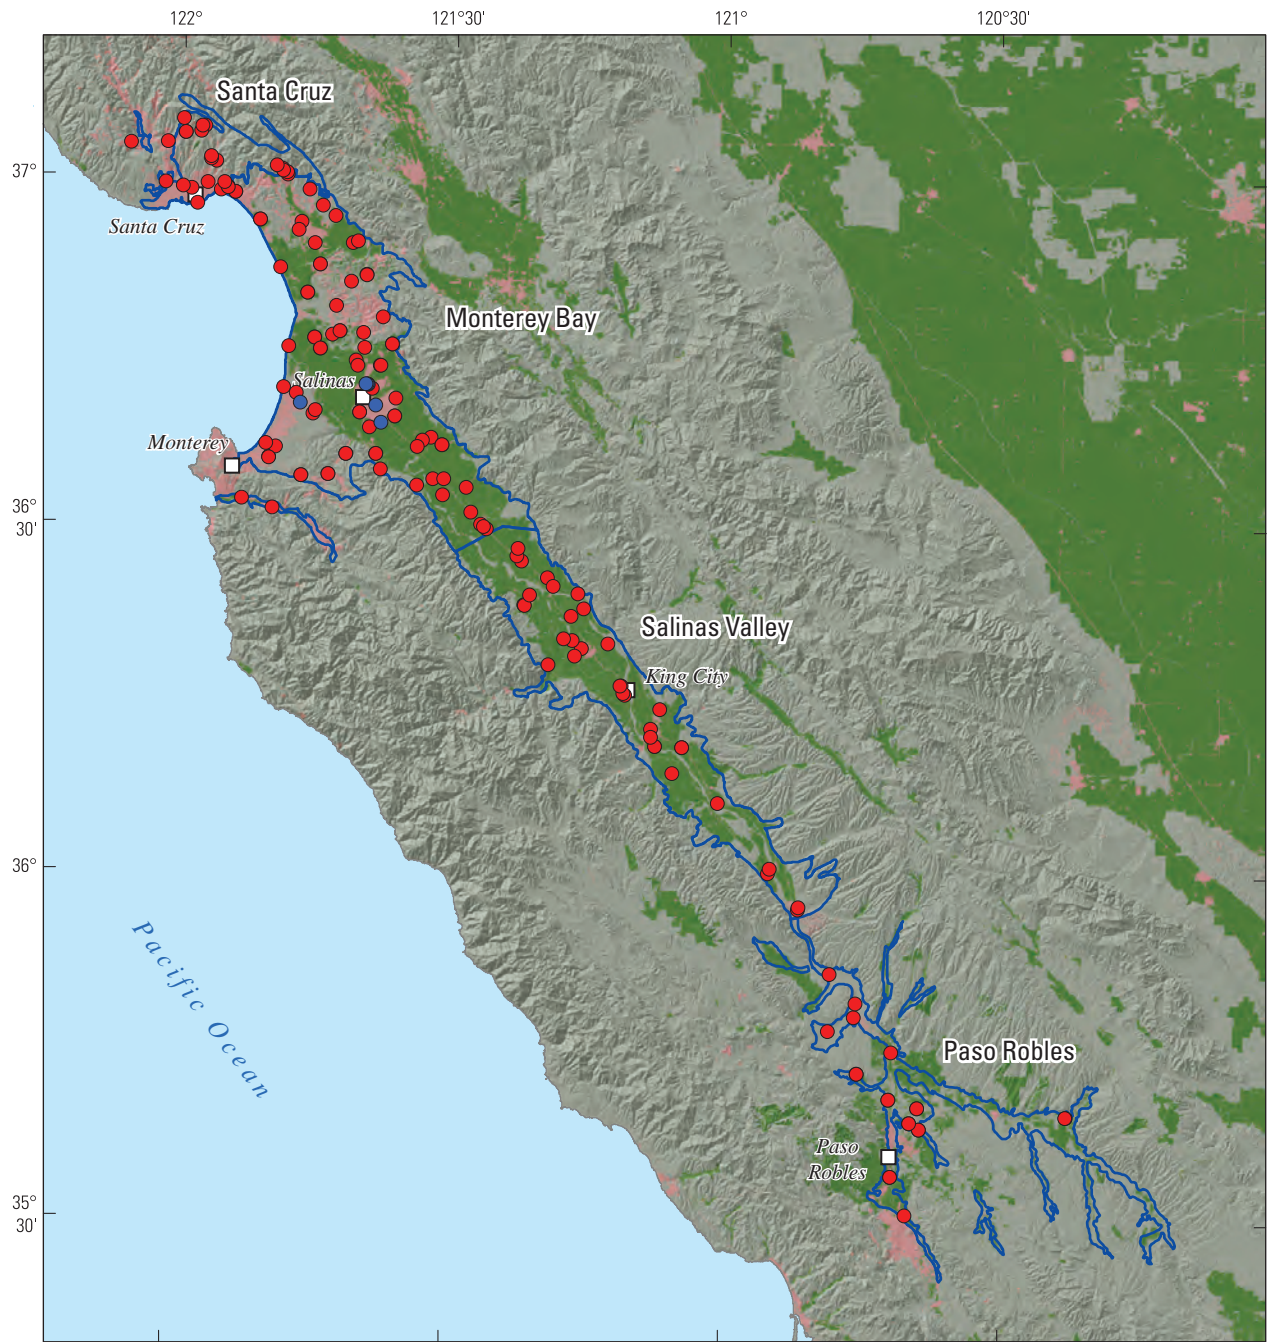 122°
121°30'
121°
120°30'
Santa Cruz
37°
Santa Cruz
Monterey Bay
Salinas
Monterey
36°
30'
Salinas Valley
King City
36°
Pacific Ocean
Paso Robles
Paso
Robles
35°
30'